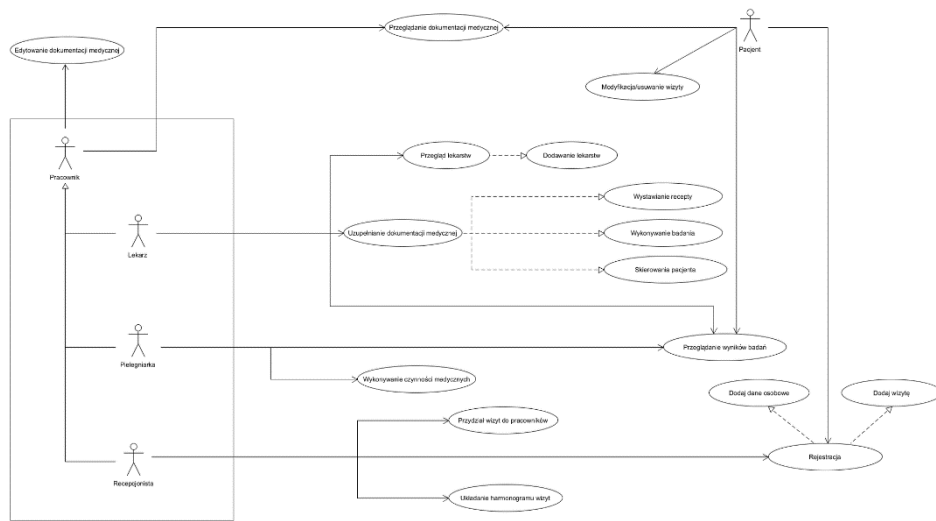 Przeglądanie dokumentacji medycznej
Pacjent
Edytowanie dokumentacji medycznej
Modyfikacja/usuwanie wizyty
Pracownik
Przegląd lekarstw
Dodawanie lekarstw
Wystawianie recepty
Lekarz
Uzupełnianie dokumentacji medycznej
Wykonywanie badania
Skierowanie pacjenta
Pielęgniarka
Przeglądanie wyników badań
Wykonywanie czynności medycznych
Dodaj dane osobowe
Dodaj wizytę
Przydział wizyt do pracowników
Recepcjonista
Rejestracja
Układanie harmonogramu wizyt